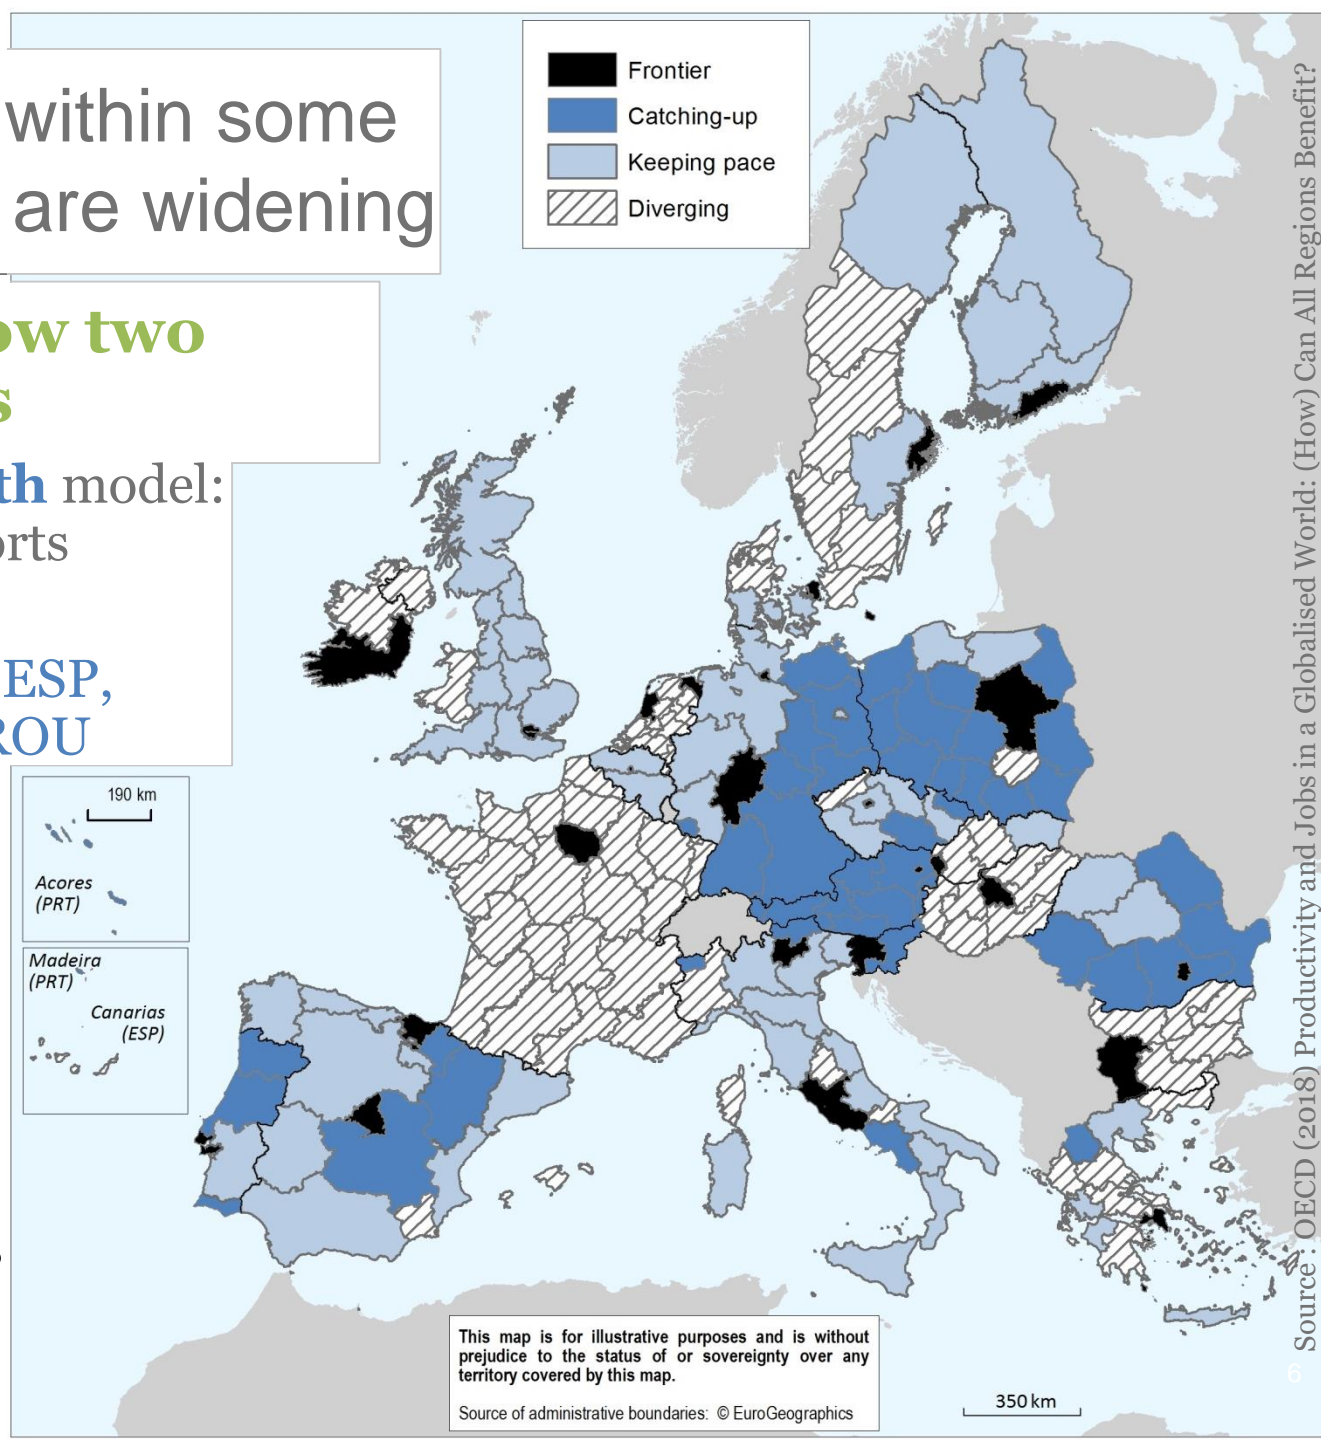 within some
are widening
ow two
s
th model:
orts
ESP,
ROU
Frontier
Catching-up
Keeping pace
Diverging
190 km
Acores
(PRT)
Madeira
(PRT)
Canarias
(ESP)
This map is for illustrative purposes and is without
prejudice to the status of or sovereignty over any
territory covered by this map.
Source of administrative boundaries: © EuroGeographics
350 km
Source : OECD (2018) Productivity and Jobs in a Globalised World: (How) Can All Regions Benefit?
6